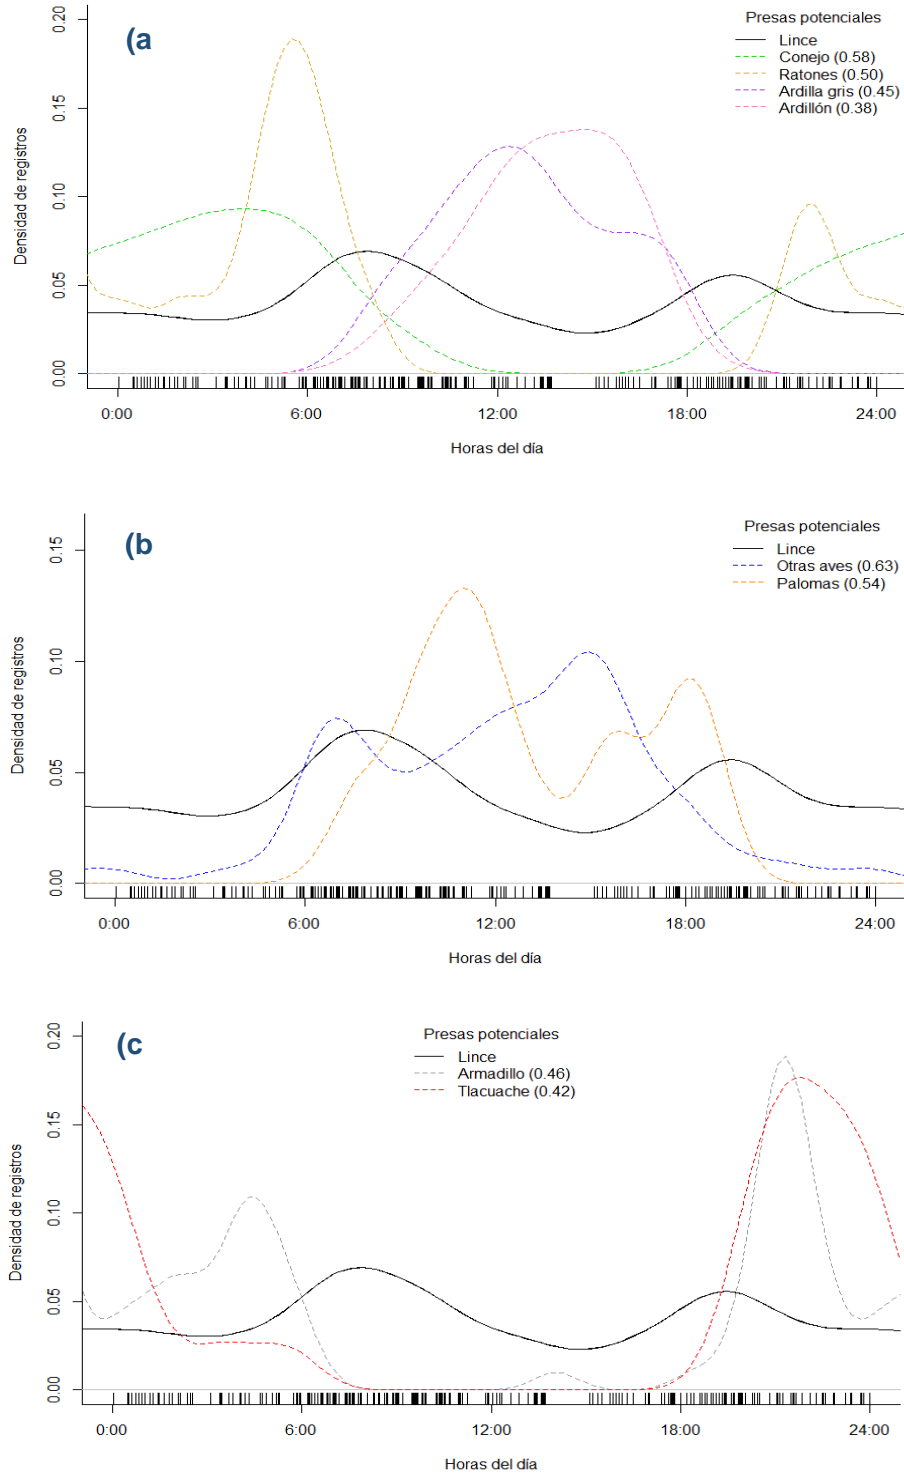 (a
Presas potenciales
Lince
Conejo (0.58)
Ratones (0.50)
Ardilla gris (0.45)
Ardillón (0.38)
Densidad de registros
0.20
0.15
0.10
0.05
0.00
0:00 6:00 12:00 18:00 24:00
Horas del día
(b
Presas potenciales
Lince
Otras aves (0.63)
Palomas (0.54)
Densidad de registros
0.15
0.10
0.05
0.00
0:00 6:00 12:00 18:00 24:00
Horas del día
(c
Presas potenciales
Lince
Armadillo (0.46)
Tlacuache (0.42)
Densidad de registros
0.20
0.15
0.10
0.05
0.00
0:00 6:00 12:00 18:00 24:00
Horas del día